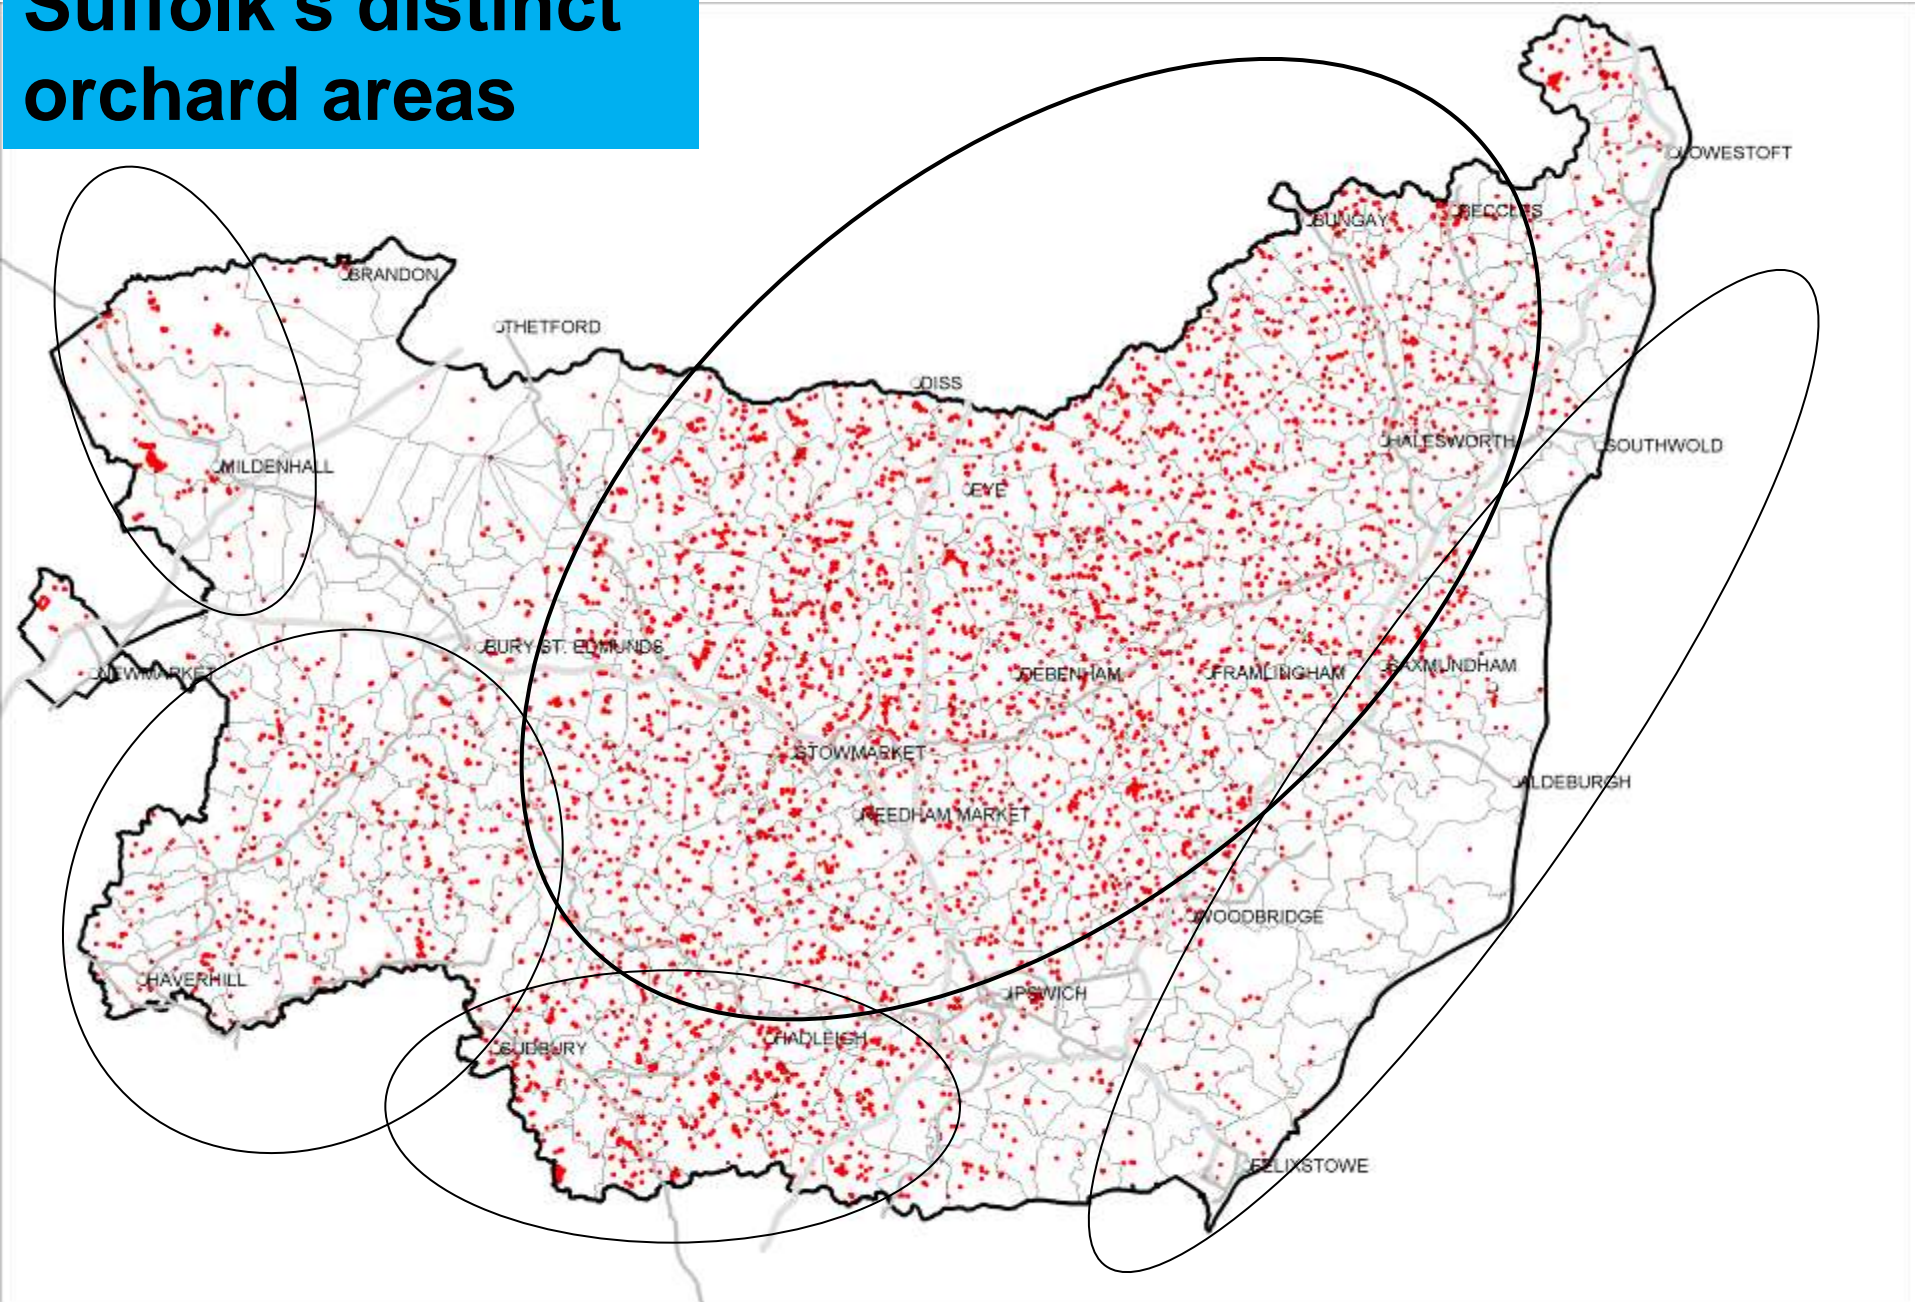 Suffolk's distinct
orchard areas
LOWESTOFT
BUNGAY
BECCLES
BRANDON
THETFORD
DISS
HALESWORTH
SOUTHWOLD
MILDENHALL
EYE
BURY ST. EDMUNDS
NEWMARKET
DEBENHAM
FRAMLINGHAM
SAXMUNDHAM
STOWMARKET
ALDEBURGH
NEEDHAM MARKET
WOODBRIDGE
HAVERHILL
IPSWICH
SUDBURY
HADLEIGH
FELIXSTOWE